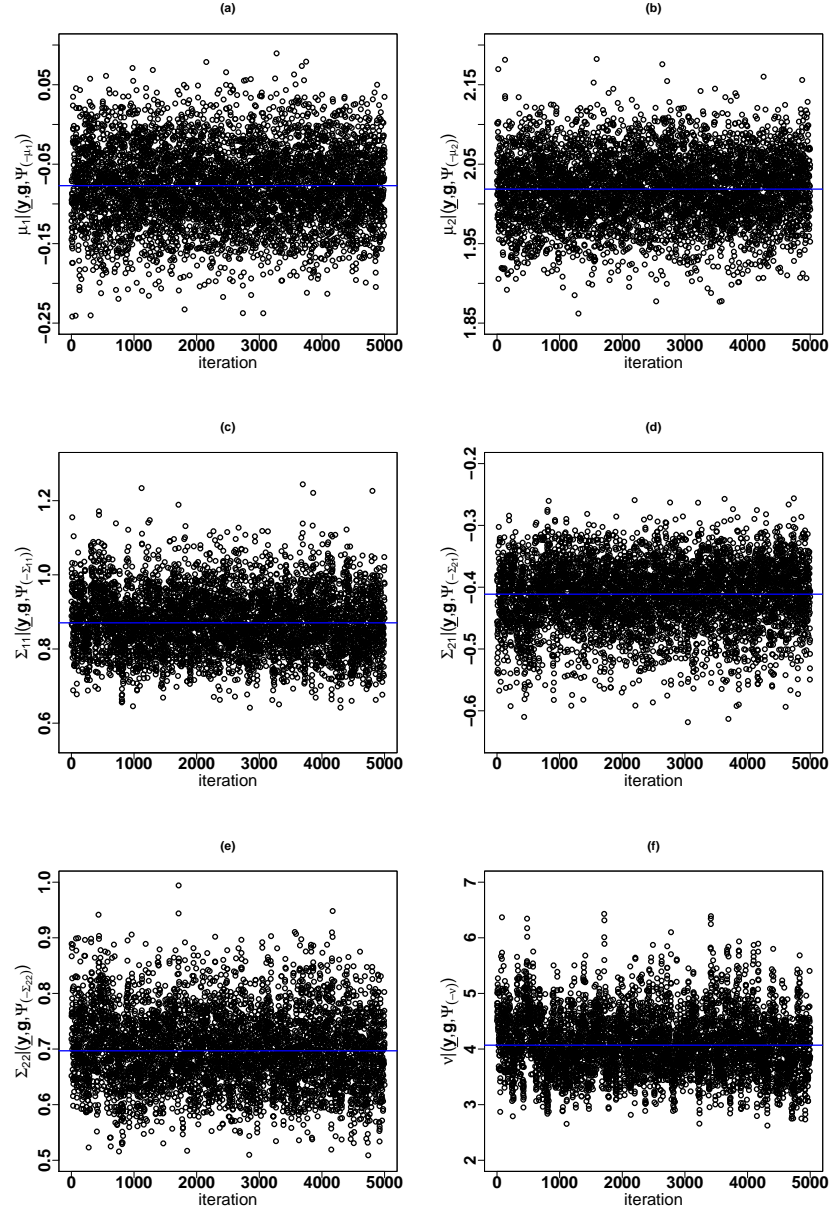 (a)
μ₁|(y,g,Ψ₍₋μ₁₎)
0.05
-0.05
-0.15
-0.25
0 1000 2000 3000 4000 5000
iteration
(b)
μ₂|(y,g,Ψ₍₋μ₂₎)
2.15
2.05
1.95
1.85
0 1000 2000 3000 4000 5000
iteration
(c)
Σ₁₁|(y,g,Ψ₍₋Σ₁₁₎)
1.2
1.0
0.8
0.6
0 1000 2000 3000 4000 5000
iteration
(d)
Σ₂₁|(y,g,Ψ₍₋Σ₂₁₎)
-0.2
-0.3
-0.4
-0.5
-0.6
0 1000 2000 3000 4000 5000
iteration
(e)
Σ₂₂|(y,g,Ψ₍₋Σ₂₂₎)
1.0
0.9
0.8
0.7
0.6
0.5
0 1000 2000 3000 4000 5000
iteration
(f)
ν|(y,g,Ψ₍₋ν₎)
7
6
5
4
3
2
0 1000 2000 3000 4000 5000
iteration